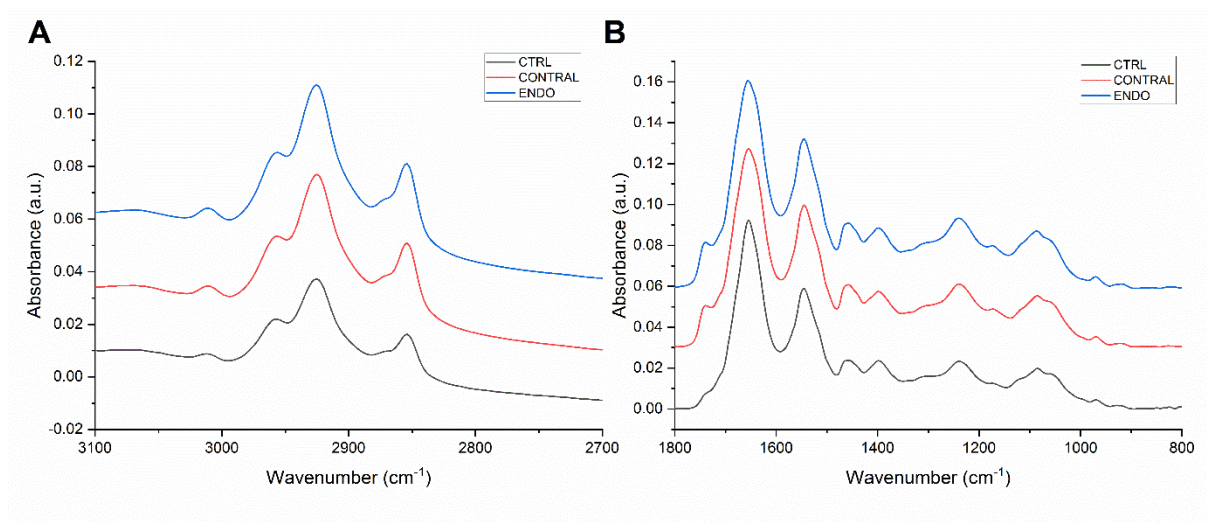 A
CTRL
CONTRAL
ENDO
0.12
0.10
0.08
0.06
0.04
0.02
0.00
-0.02
Absorbance (a.u.)
3100
3000
2900
2800
2700
Wavenumber (cm⁻¹)
B
CTRL
CONTRAL
ENDO
0.16
0.14
0.12
0.10
0.08
0.06
0.04
0.02
0.00
Absorbance (a.u.)
1800
1600
1400
1200
1000
800
Wavenumber (cm⁻¹)